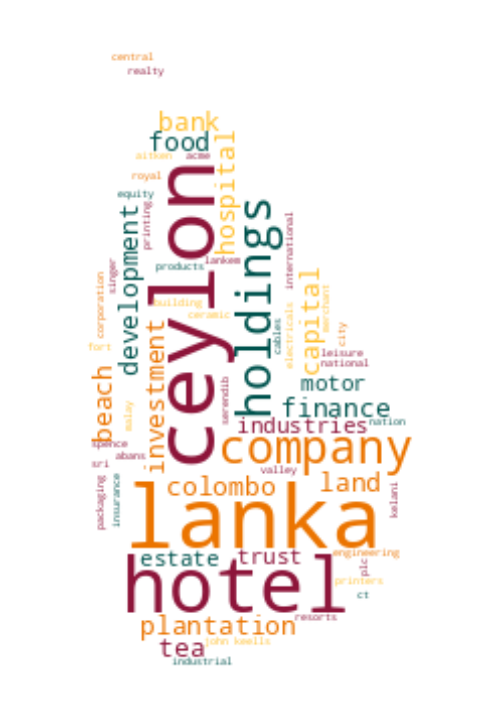 central
realty
bank
food
aitken
acme
hospital
royal
equity
printing
ceylon
development
holdings
international
products
lankem
singer
corporation
building
ceramic
capital
merchant
electricals
cables
city
fort
investment
leisure
national
beach
motor
malay
serendib
finance
nation
industries
spence
company
abans
sri
valley
colombo
land
packaging
insurance
kelani
lanka
estate
trust
engineering
plc
hotel
printers
ct
resorts
plantation
tea
john keells
industrial